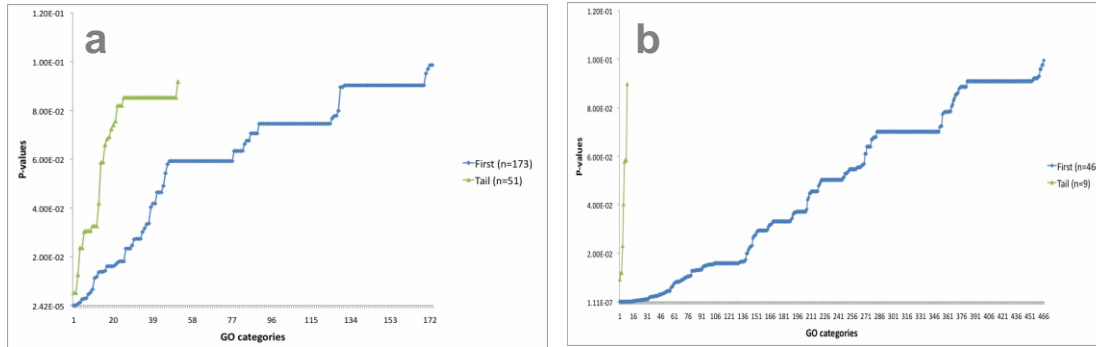 a
1.20E-01
1.00E-01
8.00E-02
6.00E-02
4.00E-02
2.00E-02
2.42E-05
P-values
1 20 39 58 77 96 115 134 153 172
GO categories
First (n=173)
Tail (n=51)
b
1.20E-01
1.00E-01
8.00E-02
6.00E-02
4.00E-02
2.00E-02
1.11E-07
P-values
1 16 31 46 61 76 91 106 121 136 151 166 181 196 211 226 241 256 271 286 301 316 331 346 361 376 391 406 421 436 451 466
GO categories
First (n=46
Tail (n=9)